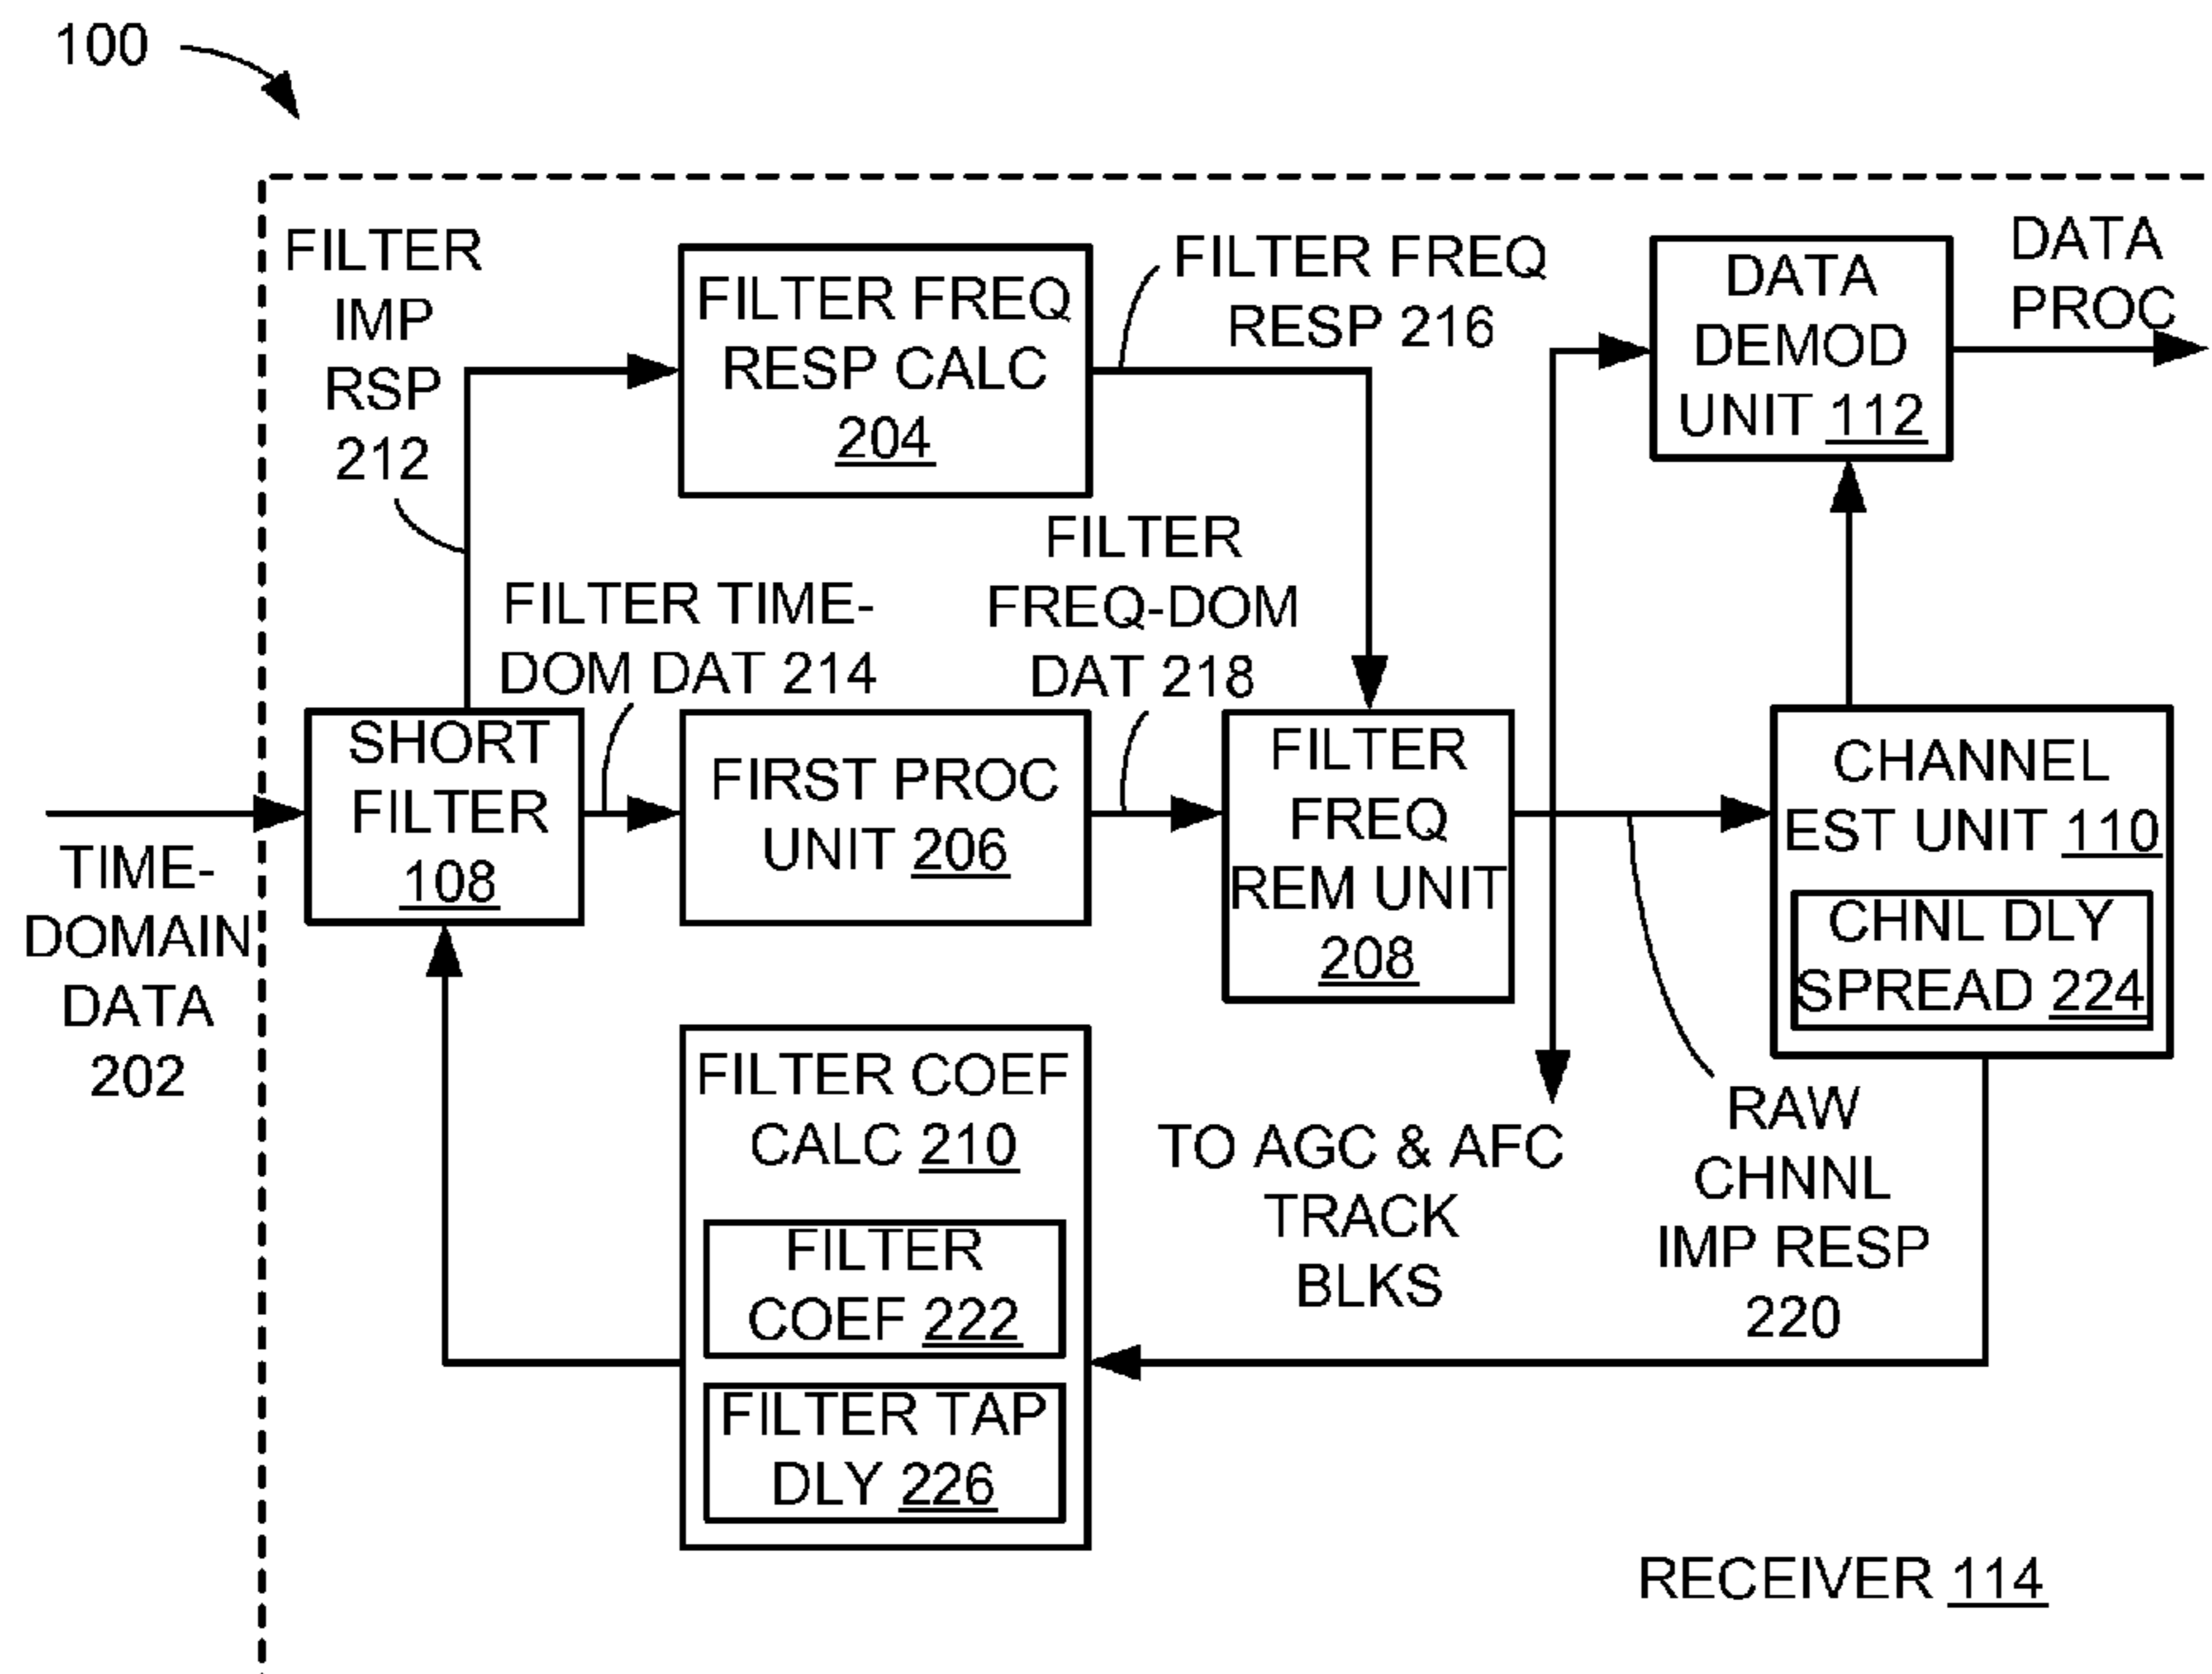 100
FILTER
IMP
RSP
212
FILTER FREQ
RESP CALC
204
FILTER FREQ
RESP 216
DATA
DEMOD
UNIT 112
DATA
PROC
FILTER TIME-
DOM DAT 214
FILTER
FREQ-DOM
DAT 218
TIME-
DOMAIN
DATA
202
SHORT
FILTER
108
FIRST PROC
UNIT 206
FILTER
FREQ
REM UNIT
208
CHANNEL
EST UNIT 110
CHNL DLY
SPREAD 224
FILTER COEF
CALC 210
FILTER
COEF 222
FILTER TAP
DLY 226
TO AGC & AFC
TRACK
BLKS
RAW
CHNNL
IMP RESP
220
RECEIVER 114